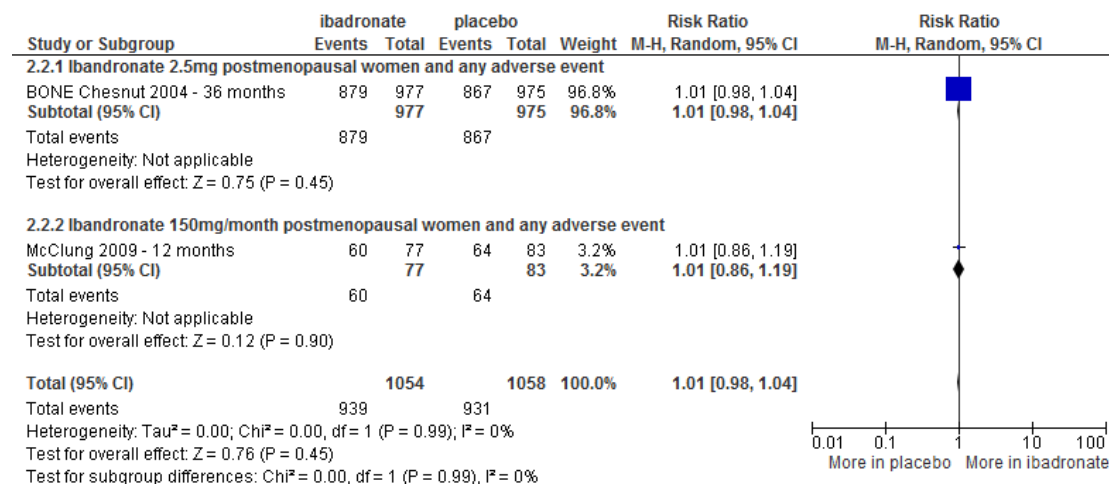 ibadronate placebo Risk Ratio Risk Ratio
Study or Subgroup Events Total Events Total Weight M-H, Random, 95% CI M-H, Random, 95% CI
2.2.1 Ibandronate 2.5mg postmenopausal women and any adverse event
BONE Chesnut 2004 - 36 months 879 977 867 975 96.8% 1.01 [0.98, 1.04]
Subtotal (95% CI) 977 975 96.8% 1.01 [0.98, 1.04]
Total events 879 867
Heterogeneity: Not applicable
Test for overall effect: Z = 0.75 (P = 0.45)
2.2.2 Ibandronate 150mg/month postmenopausal women and any adverse event
McClung 2009 - 12 months 60 77 64 83 3.2% 1.01 [0.86, 1.19]
Subtotal (95% CI) 77 83 3.2% 1.01 [0.86, 1.19]
Total events 60 64
Heterogeneity: Not applicable
Test for overall effect: Z = 0.12 (P = 0.90)
Total (95% CI) 1054 1058 100.0% 1.01 [0.98, 1.04]
Total events 939 931
Heterogeneity: Tau² = 0.00; Chi² = 0.00, df = 1 (P = 0.99); I² = 0%
Test for overall effect: Z = 0.76 (P = 0.45)
Test for subgroup differences: Chi² = 0.00, df = 1 (P = 0.99), I² = 0%
0.01 0.1 1 10 100
More in placebo More in ibadronate